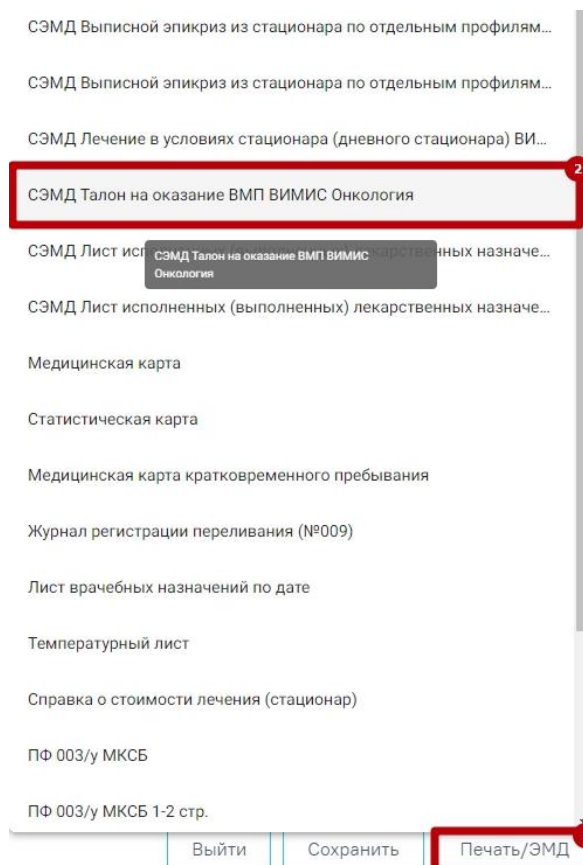 СЭМД Выписной эпикриз из стационара по отдельным профилям...
СЭМД Выписной эпикриз из стационара по отдельным профилям...
СЭМД Лечение в условиях стационара (дневного стационара) ВИ...
2
СЭМД Талон на оказание ВМП ВИМИС Онкология
СЭМД Лист исполненных (выполненных) лекарственных назначе...
СЭМД Талон на оказание ВМП ВИМИС
Онкология
СЭМД Лист исполненных (выполненных) лекарственных назначе...
Медицинская карта
Статистическая карта
Медицинская карта кратковременного пребывания
Журнал регистрации переливания (№009)
Лист врачебных назначений по дате
Температурный лист
Справка о стоимости лечения (стационар)
ПФ 003/у МКСБ
ПФ 003/у МКСБ 1-2 стр.
Выйти Сохранить Печать/ЭМД